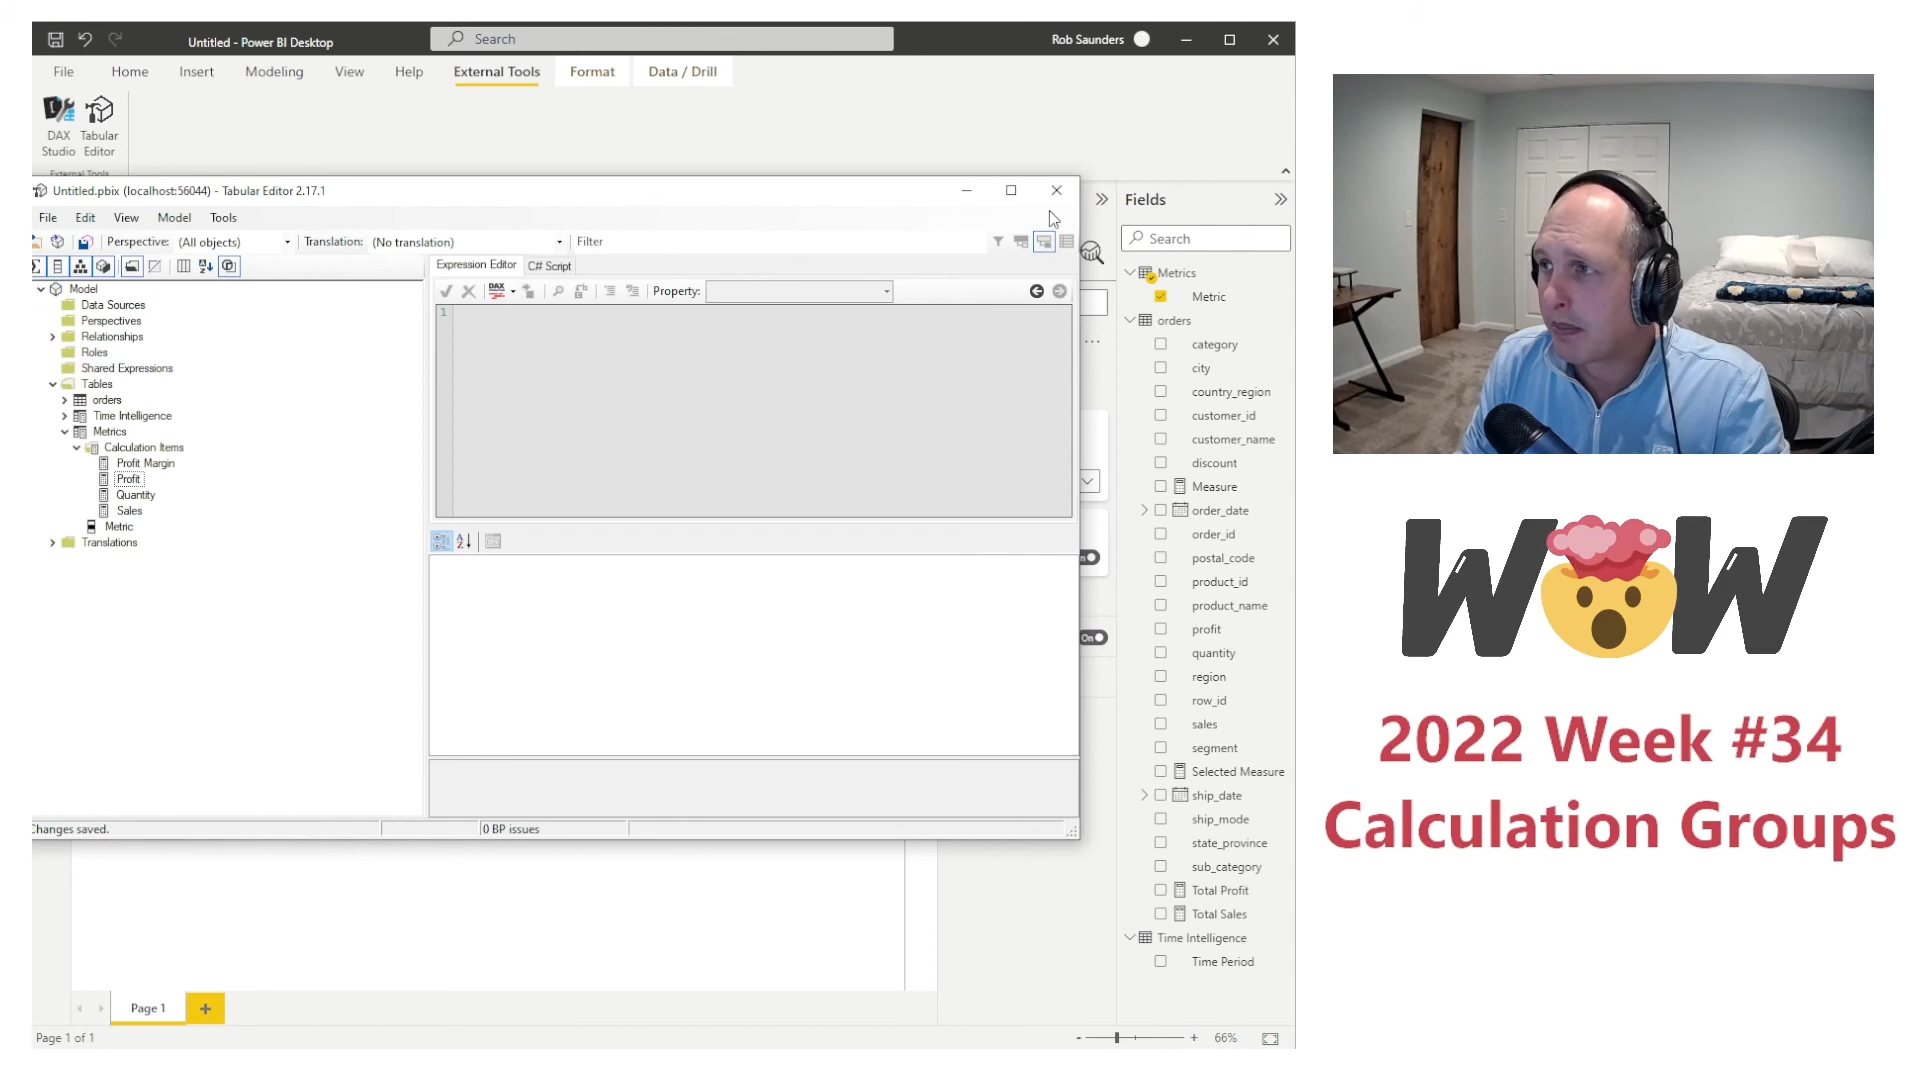 Untitled - Power BI Desktop
Search
Rob Saunders
File Home Insert Modeling View Help External Tools Format Data / Drill
DAX Studio
Tabular Editor
External Tools
Untitled.pbix (localhost:56044) - Tabular Editor 2.17.1
File Edit View Model Tools
Perspective: (All objects) Translation: (No translation) Filter
Expression Editor C# Script
DAX Property:
1
Model
Data Sources
Perspectives
Relationships
Roles
Shared Expressions
Tables
orders
Time Intelligence
Metrics
Calculation Items
Profit Margin
Profit
Quantity
Sales
Metric
Translations
Changes saved.
0 BP issues
Fields
Search
Metrics
Metric
orders
category
city
country_region
customer_id
customer_name
discount
Measure
order_date
order_id
postal_code
product_id
product_name
profit
quantity
region
row_id
sales
segment
Selected Measure
ship_date
ship_mode
state_province
sub_category
Total Profit
Total Sales
Time Intelligence
Time Period
On
Page 1
Page 1 of 1
- + 66%
WOW
2022 Week #34
Calculation Groups